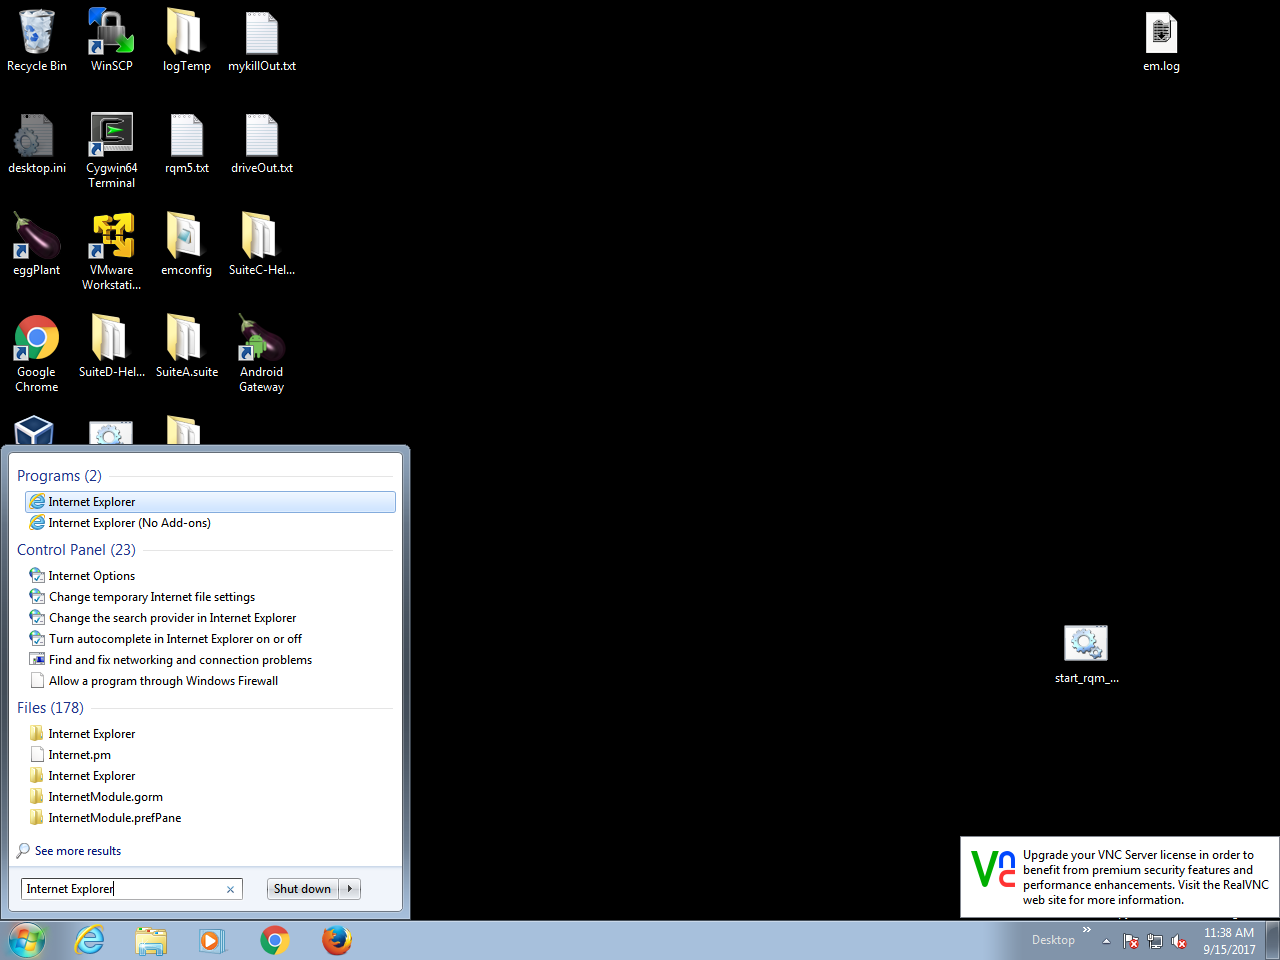 Recycle Bin
WinSCP
logTemp
mykillOut.txt
em.log
desktop.ini
Cygwin64
Terminal
rqm5.txt
driveOut.txt
eggPlant
VMware
Workstati...
emconfig
SuiteC-Hel...
Google
Chrome
SuiteD-Hel...
SuiteA.suite
Android
Gateway
Programs (2)
Internet Explorer
Internet Explorer (No Add-ons)
Control Panel (23)
Internet Options
Change temporary Internet file settings
Change the search provider in Internet Explorer
Turn autocomplete in Internet Explorer on or off
Find and fix networking and connection problems
Allow a program through Windows Firewall
Files (178)
Internet Explorer
Internet.pm
Internet Explorer
InternetModule.gorm
InternetModule.prefPane
See more results
Internet Explorer
Shut down
start_rqm_...
VNC
Upgrade your VNC Server license in order to
benefit from premium security features and
performance enhancements. Visit the RealVNC
web site for more information.
Desktop
11:38 AM
9/15/2017